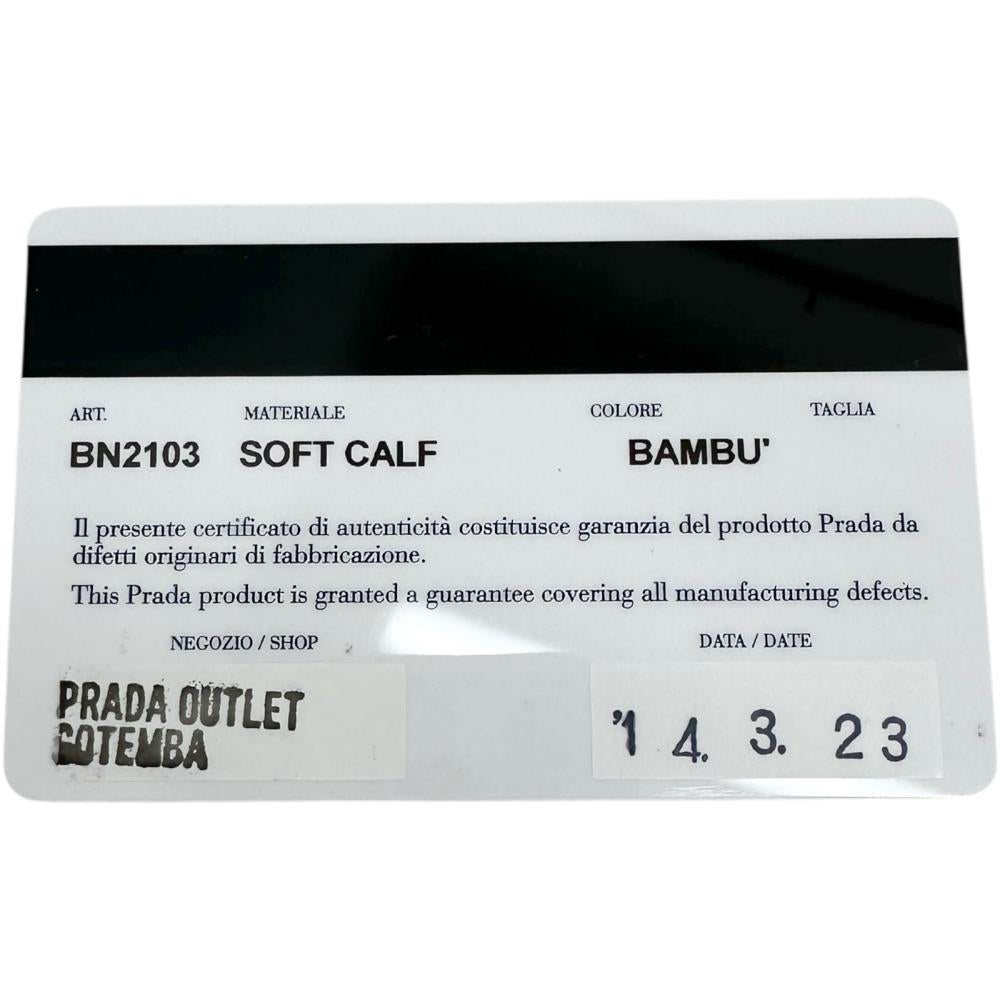 ART. MATERIALE COLORE TAGLIA
BN2103 SOFT CALF BAMBU'
Il presente certificato di autenticità costituisce garanzia del prodotto Prada da
difetti originari di fabbricazione.
This Prada product is granted a guarantee covering all manufacturing defects.
NEGOZIO / SHOP DATA / DATE
PRADA OUTLET
GOTEMBA
'14. 3. 23